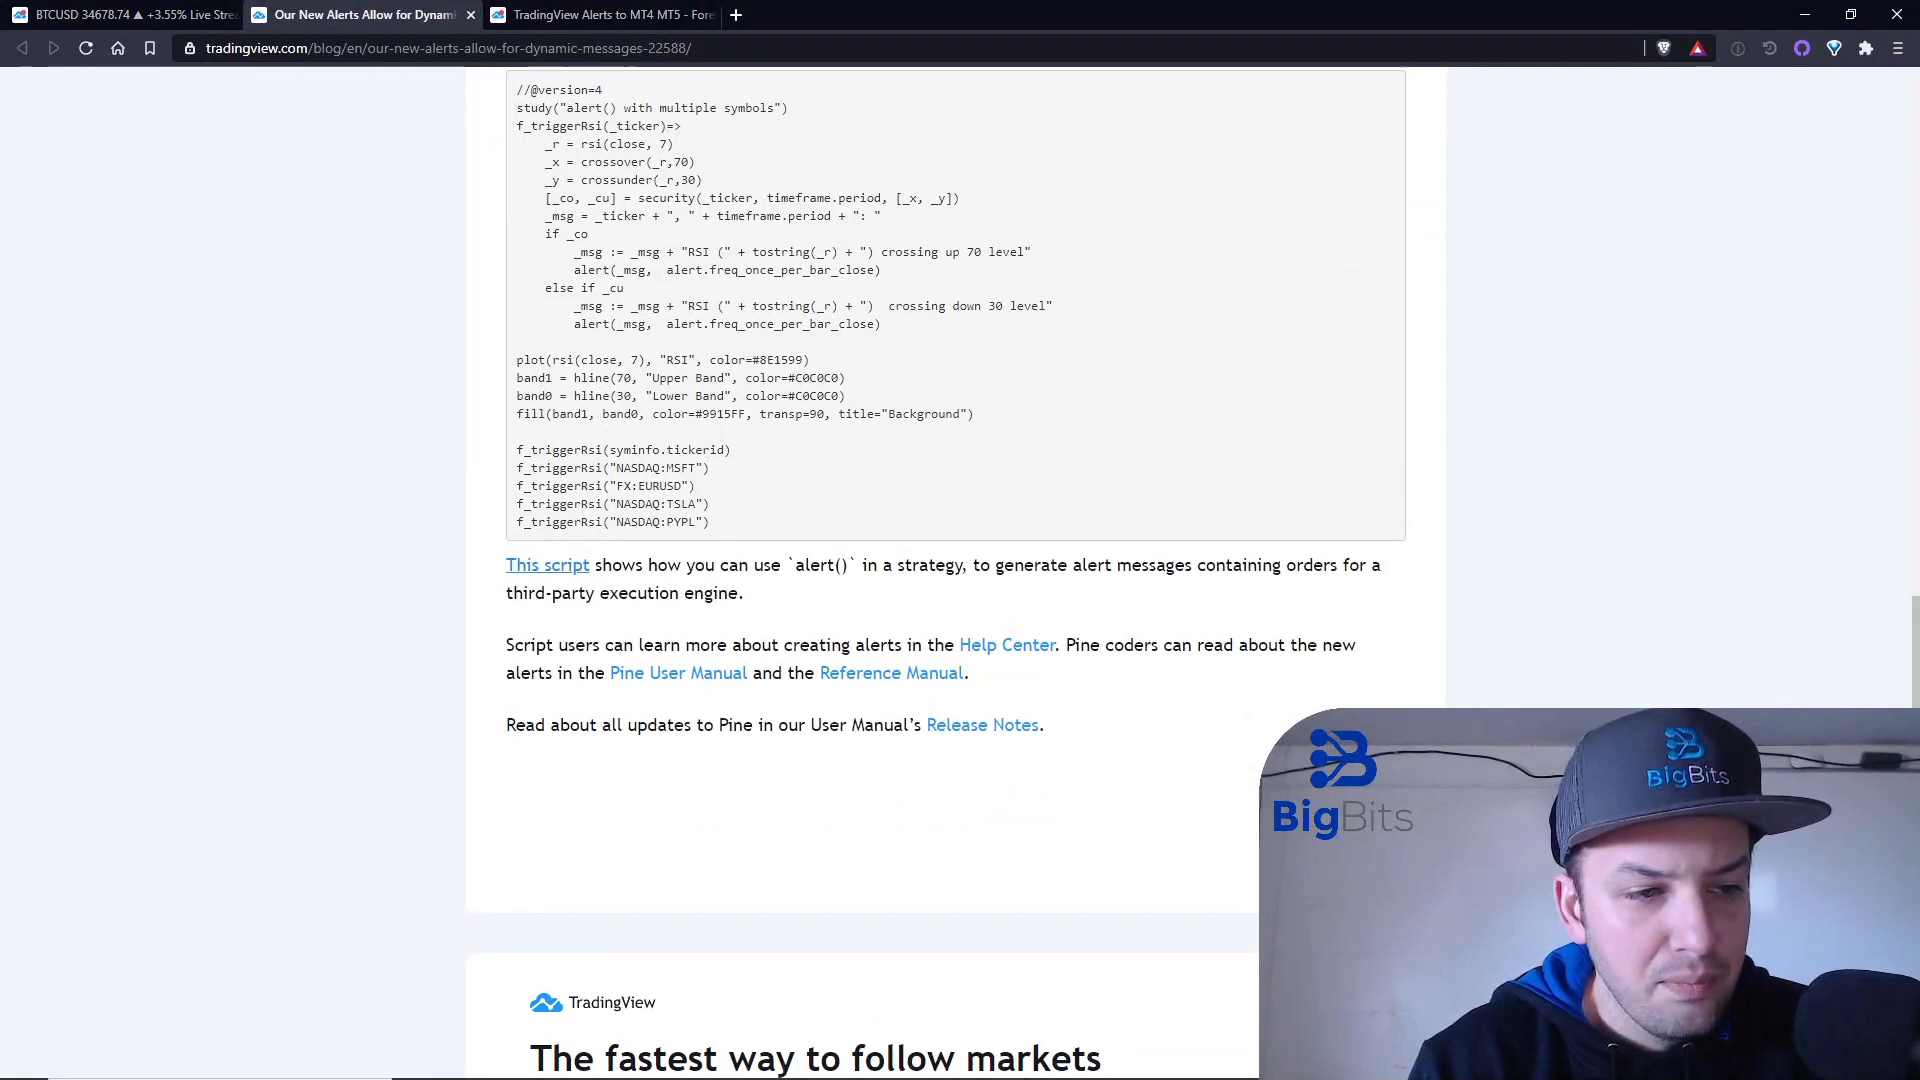 BTCUSD 34678.74 ▲ +3.55% Live Stre
Our New Alerts Allow for Dynami
TradingView Alerts to MT4 MT5 - Fore
tradingview.com/blog/en/our-new-alerts-allow-for-dynamic-messages-22588/
//@version=4
study("alert() with multiple symbols")
f_triggerRsi(_ticker)=>
    _r = rsi(close, 7)
    _x = crossover(_r,70)
    _y = crossunder(_r,30)
    [_co, _cu] = security(_ticker, timeframe.period, [_x, _y])
    _msg = _ticker + ", " + timeframe.period + ": "
    if _co
        _msg := _msg + "RSI (" + tostring(_r) + ") crossing up 70 level"
        alert(_msg,  alert.freq_once_per_bar_close)
    else if _cu
        _msg := _msg + "RSI (" + tostring(_r) + ")  crossing down 30 level"
        alert(_msg,  alert.freq_once_per_bar_close)
plot(rsi(close, 7), "RSI", color=#8E1599)
band1 = hline(70, "Upper Band", color=#C0C0C0)
band0 = hline(30, "Lower Band", color=#C0C0C0)
fill(band1, band0, color=#9915FF, transp=90, title="Background")
f_triggerRsi(syminfo.tickerid)
f_triggerRsi("NASDAQ:MSFT")
f_triggerRsi("FX:EURUSD")
f_triggerRsi("NASDAQ:TSLA")
f_triggerRsi("NASDAQ:PYPL")
This script shows how you can use `alert()` in a strategy, to generate alert messages containing orders for a
third-party execution engine.
Script users can learn more about creating alerts in the Help Center. Pine coders can read about the new
alerts in the Pine User Manual and the Reference Manual.
Read about all updates to Pine in our User Manual’s Release Notes.
BigBits
BigBits
TradingView
The fastest way to follow markets